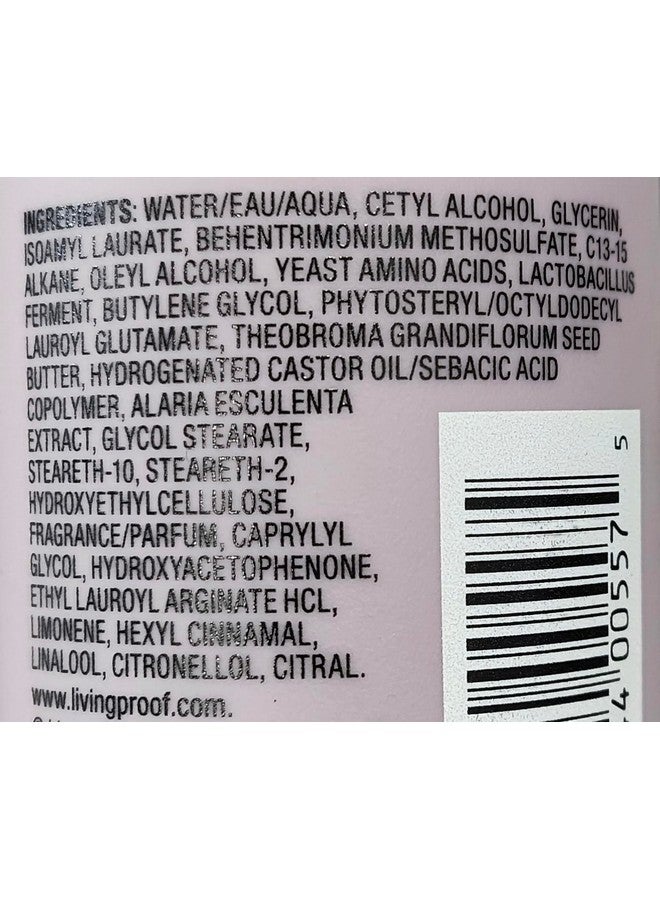 INGREDIENTS: WATER/EAU/AQUA, CETYL ALCOHOL, GLYCERIN,
ISOAMYL LAURATE, BEHENTRIMONIUM METHOSULFATE, C13-15
ALKANE, OLEYL ALCOHOL, YEAST AMINO ACIDS, LACTOBACILLUS
FERMENT, BUTYLENE GLYCOL, PHYTOSTERYL/OCTYLDODECYL
LAUROYL GLUTAMATE, THEOBROMA GRANDIFLORUM SEED
BUTTER, HYDROGENATED CASTOR OIL/SEBACIC ACID
COPOLYMER, ALARIA ESCULENTA
EXTRACT, GLYCOL STEARATE,
STEARETH-10, STEARETH-2,
HYDROXYETHYLCELLULOSE,
FRAGRANCE/PARFUM, CAPRYLYL
GLYCOL, HYDROXYACETOPHENONE,
ETHYL LAUROYL ARGINATE HCL,
LIMONENE, HEXYL CINNAMAL,
LINALOOL, CITRONELLOL, CITRAL.
www.livingproof.com.
4 00557 5